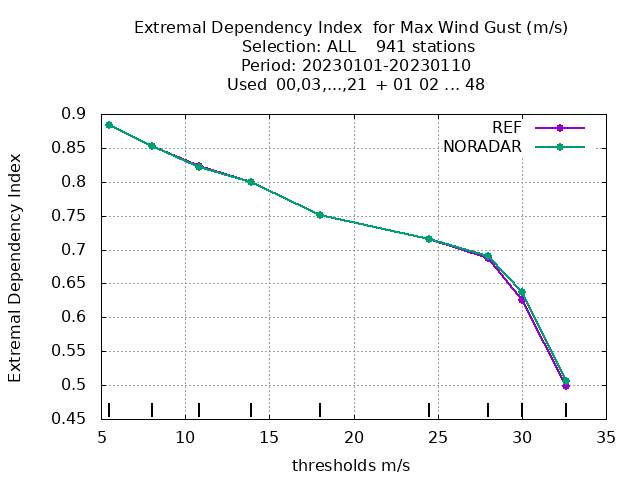 Extremal Dependency Index  for Max Wind Gust (m/s)
Selection: ALL    941 stations
Period: 20230101-20230110
Used  00,03,...,21  + 01 02 ... 48
REF
NORADAR
Extremal Dependency Index
0.9
0.85
0.8
0.75
0.7
0.65
0.6
0.55
0.5
0.45
5 10 15 20 25 30 35
thresholds m/s